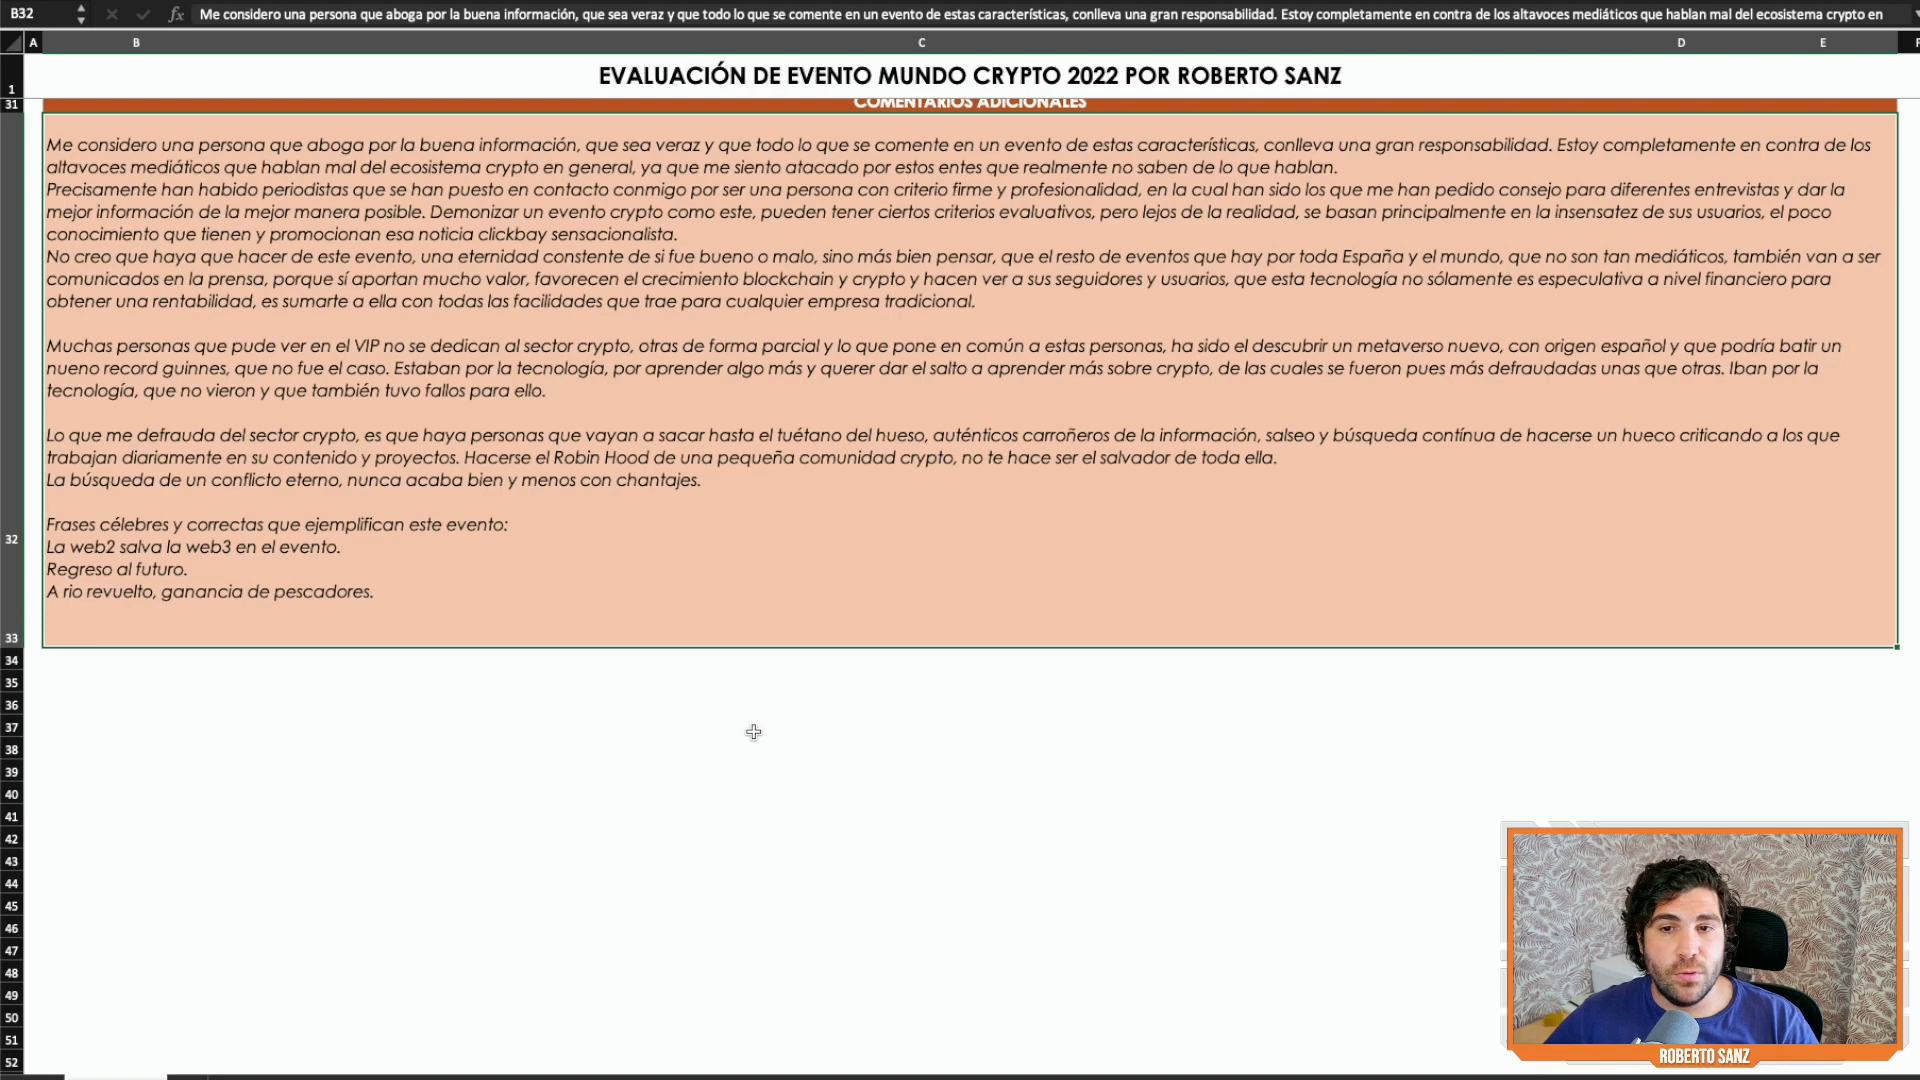 B32
fx
Me considero una persona que aboga por la buena información, que sea veraz y que todo lo que se comente en un evento de estas características, conlleva una gran responsabilidad. Estoy completamente en contra de los altavoces mediáticos que hablan mal del ecosistema crypto en
A B C D E F
1
EVALUACIÓN DE EVENTO MUNDO CRYPTO 2022 POR ROBERTO SANZ
31
COMENTARIOS ADICIONALES
Me considero una persona que aboga por la buena información, que sea veraz y que todo lo que se comente en un evento de estas características, conlleva una gran responsabilidad. Estoy completamente en contra de los
altavoces mediáticos que hablan mal del ecosistema crypto en general, ya que me siento atacado por estos entes que realmente no saben de lo que hablan.
Precisamente han habido periodistas que se han puesto en contacto conmigo por ser una persona con criterio firme y profesionalidad, en la cual han sido los que me han pedido consejo para diferentes entrevistas y dar la
mejor información de la mejor manera posible. Demonizar un evento crypto como este, pueden tener ciertos criterios evaluativos, pero lejos de la realidad, se basan principalmente en la insensatez de sus usuarios, el poco
conocimiento que tienen y promocionan esa noticia clickbay sensacionalista.
No creo que haya que hacer de este evento, una eternidad constente de si fue bueno o malo, sino más bien pensar, que el resto de eventos que hay por toda España y el mundo, que no son tan mediáticos, también van a ser
comunicados en la prensa, porque sí aportan mucho valor, favorecen el crecimiento blockchain y crypto y hacen ver a sus seguidores y usuarios, que esta tecnología no sólamente es especulativa a nivel financiero para
obtener una rentabilidad, es sumarte a ella con todas las facilidades que trae para cualquier empresa tradicional.
Muchas personas que pude ver en el VIP no se dedican al sector crypto, otras de forma parcial y lo que pone en común a estas personas, ha sido el descubrir un metaverso nuevo, con origen español y que podría batir un
nueno record guinnes, que no fue el caso. Estaban por la tecnología, por aprender algo más y querer dar el salto a aprender más sobre crypto, de las cuales se fueron pues más defraudadas unas que otras. Iban por la
tecnología, que no vieron y que también tuvo fallos para ello.
Lo que me defrauda del sector crypto, es que haya personas que vayan a sacar hasta el tuétano del hueso, auténticos carroñeros de la información, salseo y búsqueda contínua de hacerse un hueco criticando a los que
trabajan diariamente en su contenido y proyectos. Hacerse el Robin Hood de una pequeña comunidad crypto, no te hace ser el salvador de toda ella.
La búsqueda de un conflicto eterno, nunca acaba bien y menos con chantajes.
Frases célebres y correctas que ejemplifican este evento:
32
La web2 salva la web3 en el evento.
Regreso al futuro.
A rio revuelto, ganancia de pescadores.
33
34
35
36
37
38
39
40
41
42
43
44
45
46
47
48
49
50
51
52
ROBERTO SANZ